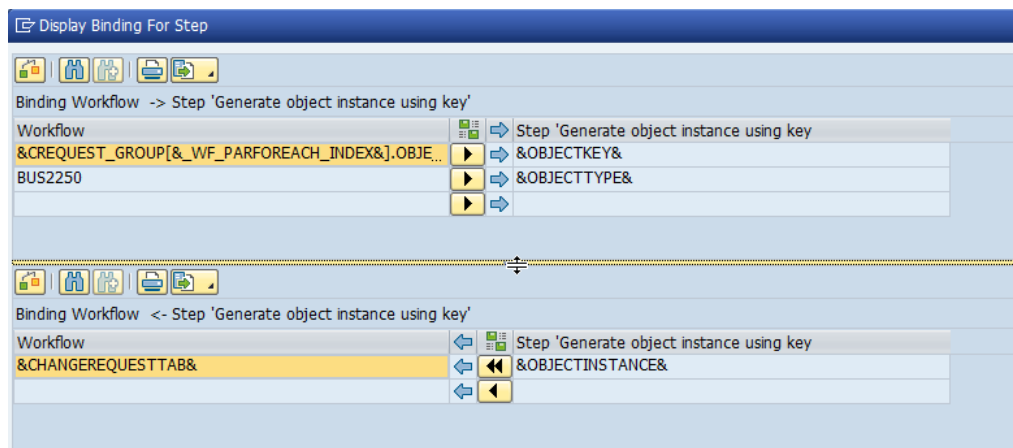 Display Binding For Step
Binding Workflow -> Step 'Generate object instance using key'
Workflow Step 'Generate object instance using key
&CREQUEST_GROUP[&_WF_PARFOREACH_INDEX&].OBJE... &OBJECTKEY&
BUS2250 &OBJECTTYPE&
Binding Workflow <- Step 'Generate object instance using key'
Workflow Step 'Generate object instance using key
&CHANGEREQUESTTAB& &OBJECTINSTANCE&